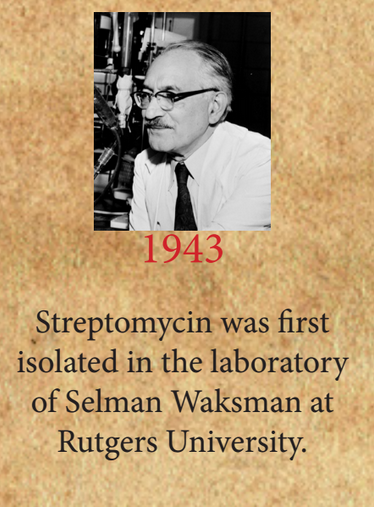 1943
Streptomycin was first
isolated in the laboratory
of Selman Waksman at
Rutgers University.